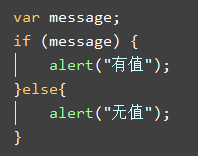 var message;
if (message) {
    alert("有值");
}else{
    alert("无值");
}